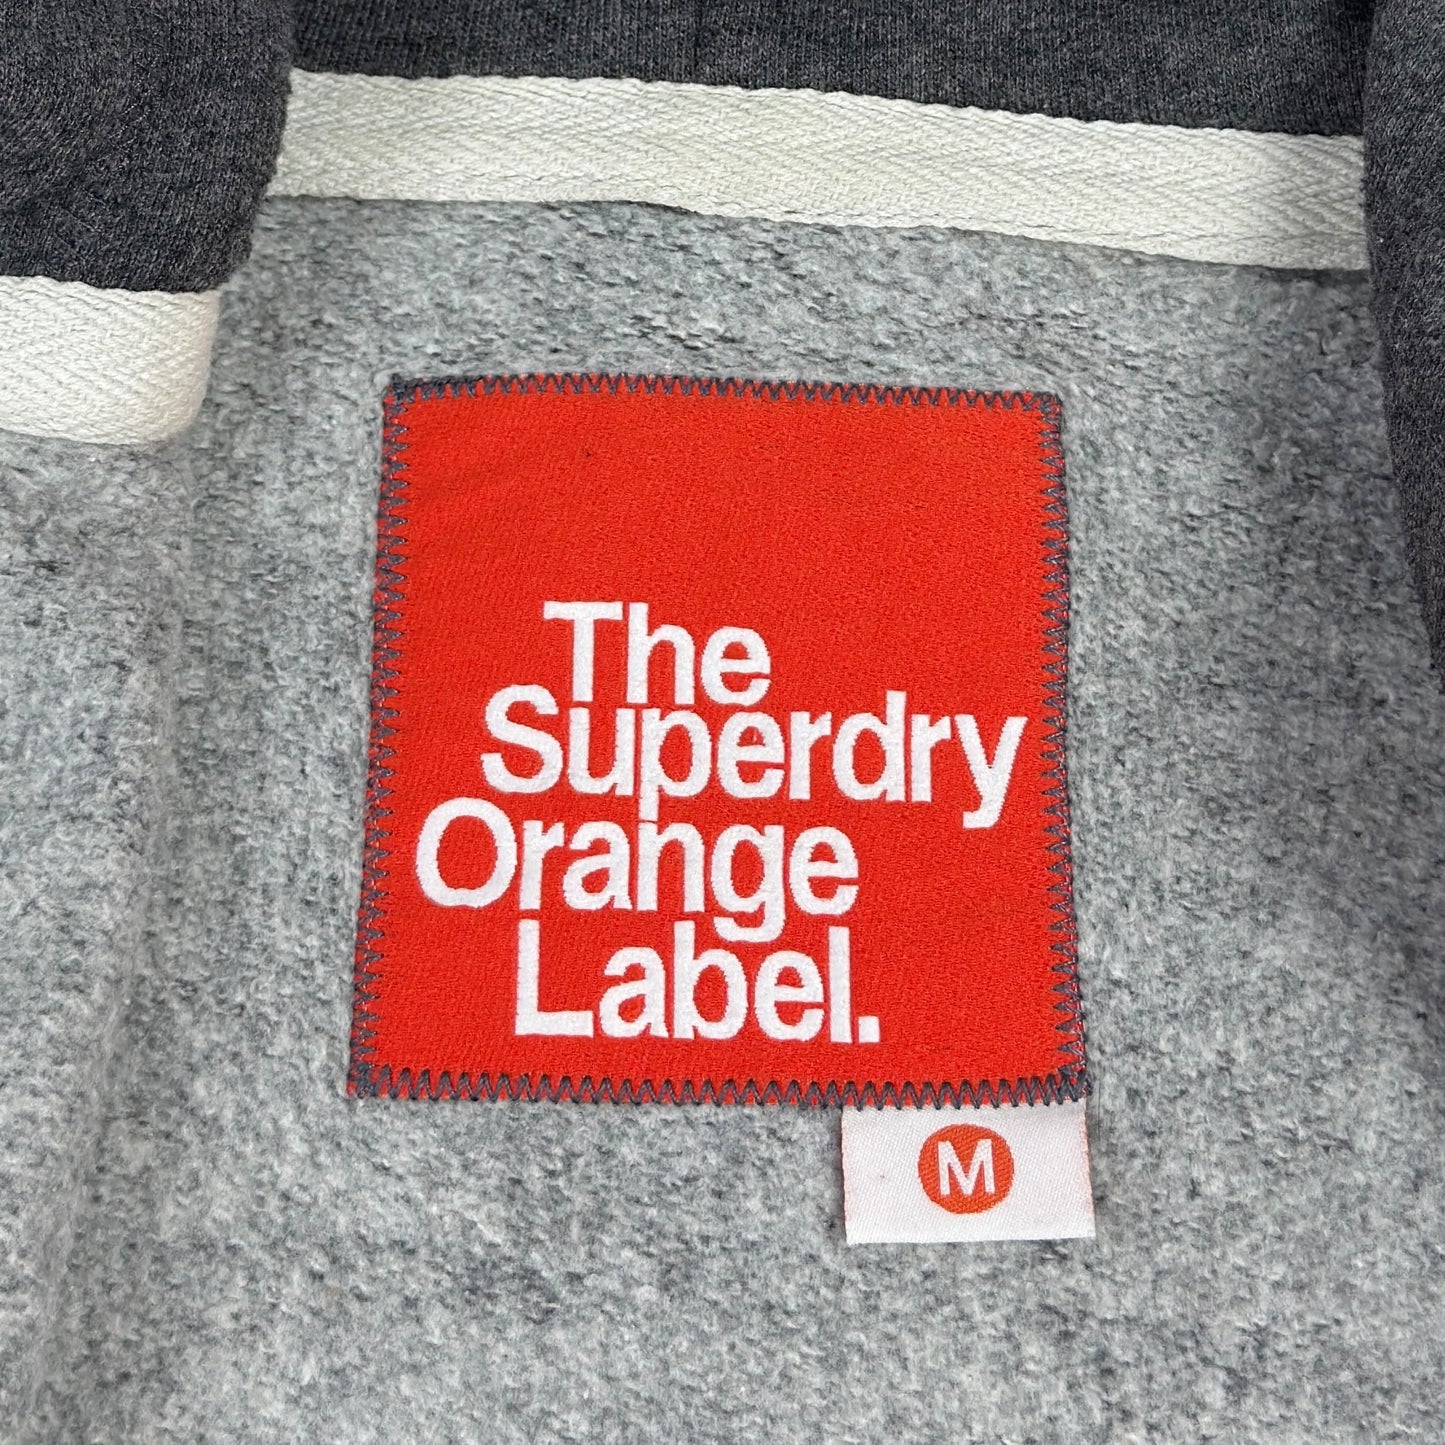 The
Superdry
Orange
Label.
M